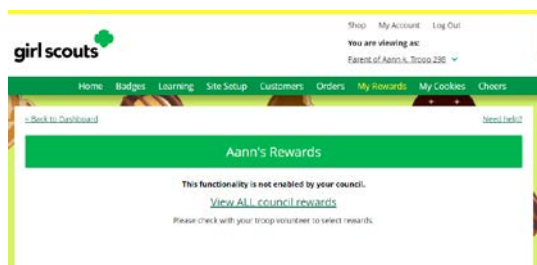 Shop My Account Log Out
girl scouts
You are viewing as:
Parent of Aann k, Troop 298
Home Badges Learning Site Setup Customers Orders My Rewards My Cookies Cheers
< Back to Dashboard Need help?
Aann's Rewards
This functionality is not enabled by your council.
View ALL council rewards
Please check with your troop volunteer to select rewards.